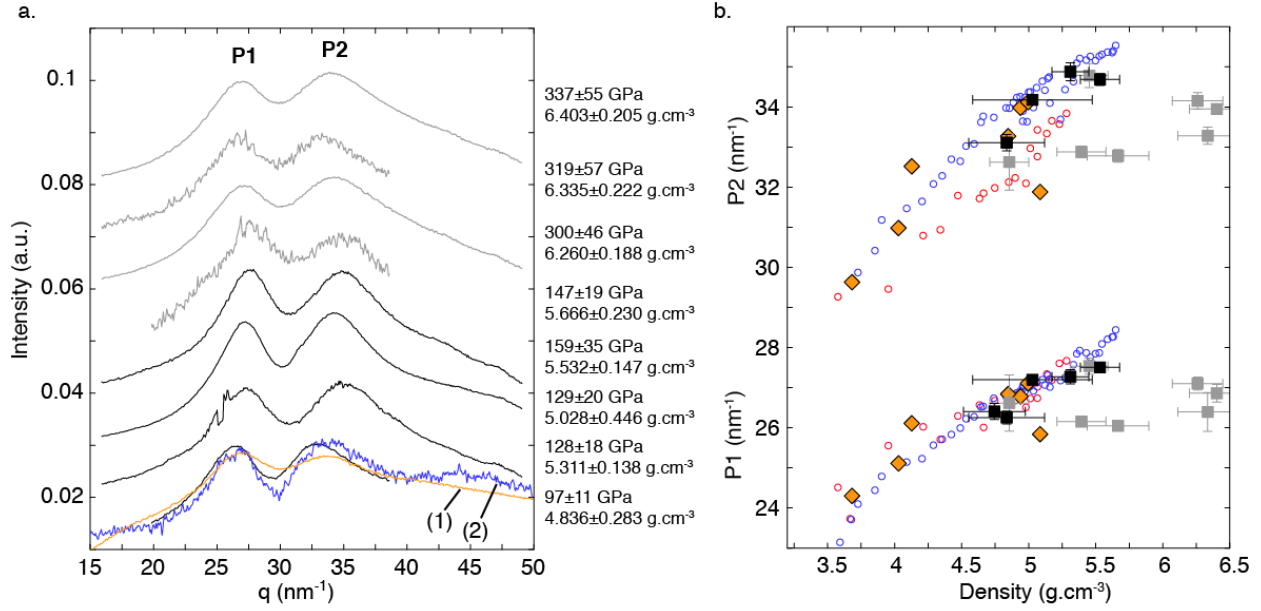 a.
P1
P2
0.1
0.08
0.06
0.04
0.02
Intensity (a.u.)
337±55 GPa
6.403±0.205 g.cm-3
319±57 GPa
6.335±0.222 g.cm-3
300±46 GPa
6.260±0.188 g.cm-3
147±19 GPa
5.666±0.230 g.cm-3
159±35 GPa
5.532±0.147 g.cm-3
129±20 GPa
5.028±0.446 g.cm-3
128±18 GPa
5.311±0.138 g.cm-3
97±11 GPa
4.836±0.283 g.cm-3
(1)
(2)
15 20 25 30 35 40 45 50
q (nm-1)
b.
P2 (nm-1)
34
32
30
P1 (nm-1)
28
26
24
3.5 4 4.5 5 5.5 6 6.5
Density (g.cm-3)